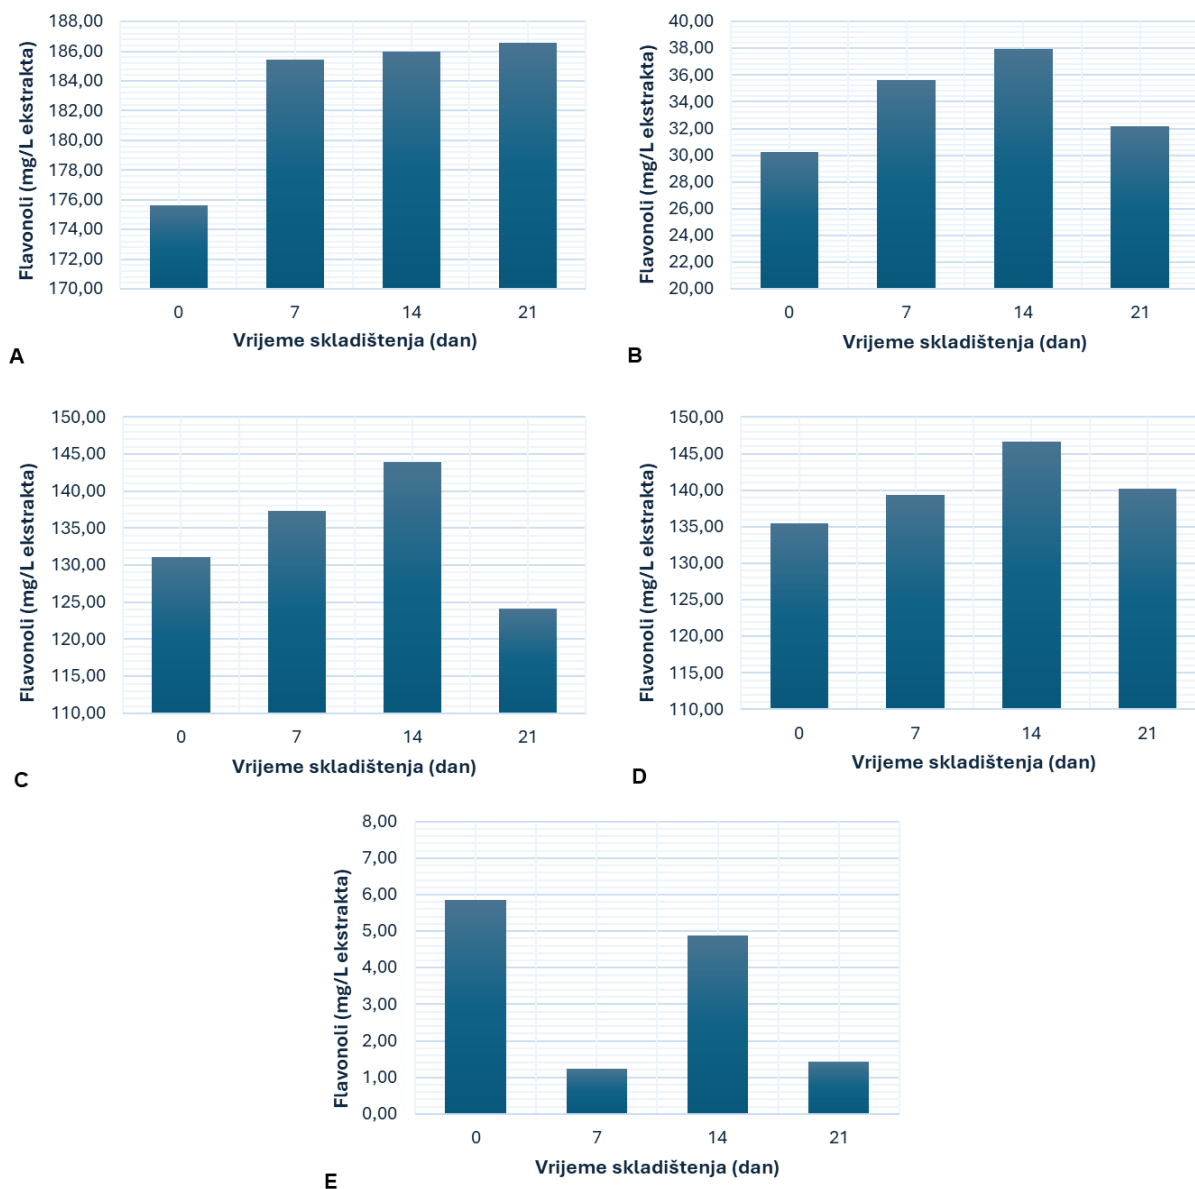 Flavonoli (mg/L ekstrakta)
188,00
186,00
184,00
182,00
180,00
178,00
176,00
174,00
172,00
170,00
0 7 14 21
Vrijeme skladištenja (dan)
A
Flavonoli (mg/L ekstrakta)
40,00
38,00
36,00
34,00
32,00
30,00
28,00
26,00
24,00
22,00
20,00
0 7 14 21
Vrijeme skladištenja (dan)
B
Flavonoli (mg/L ekstrakta)
150,00
145,00
140,00
135,00
130,00
125,00
120,00
115,00
110,00
0 7 14 21
Vrijeme skladištenja (dan)
C
Flavonoli (mg/L ekstrakta)
150,00
145,00
140,00
135,00
130,00
125,00
120,00
115,00
110,00
0 7 14 21
Vrijeme skladištenja (dan)
D
Flavonoli (mg/L ekstrakta)
8,00
7,00
6,00
5,00
4,00
3,00
2,00
1,00
0,00
0 7 14 21
Vrijeme skladištenja (dan)
E